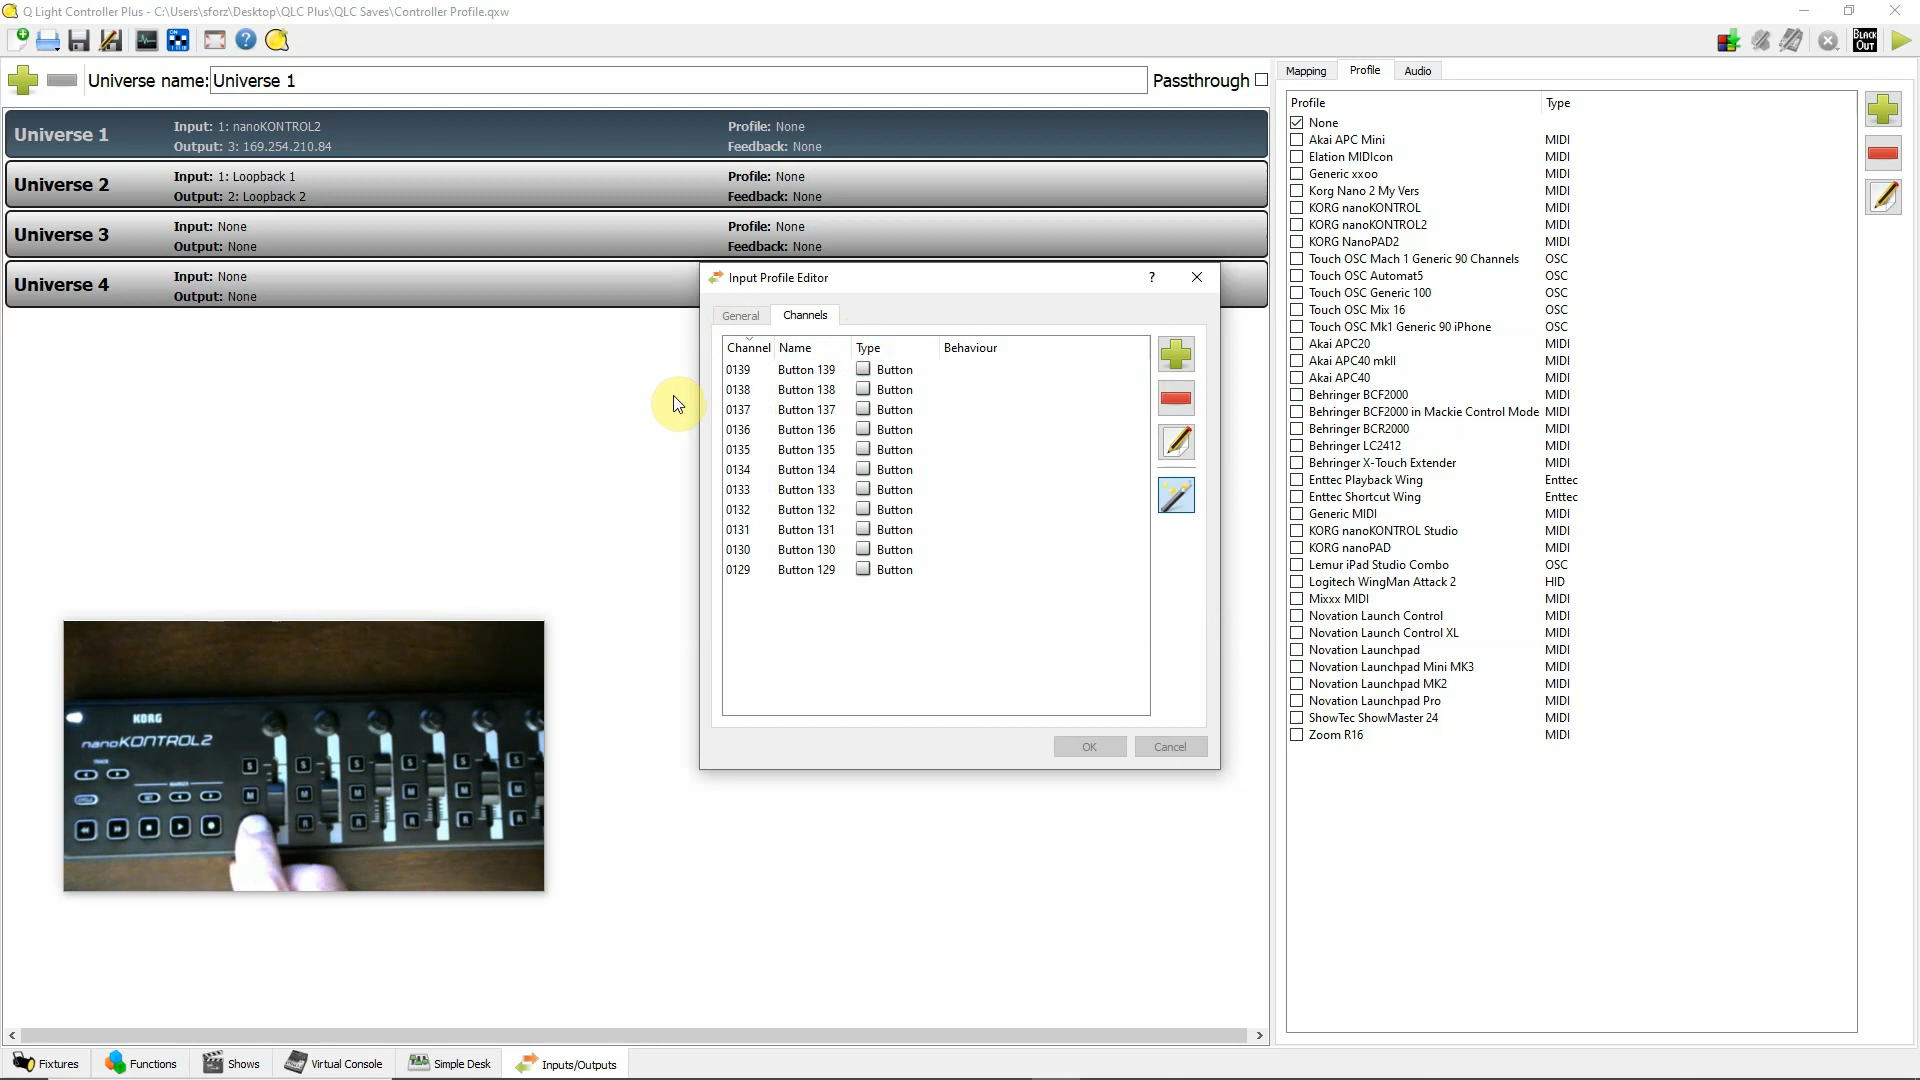 Q Light Controller Plus - C:\Users\sforz\Desktop\QLC Plus\QLC Saves\Controller Profile.qxw
BLACK OUT
Universe name: Universe 1
Passthrough
Universe 1
Input: 1: nanoKONTROL2
Output: 3: 169.254.210.84
Profile: None
Feedback: None
Universe 2
Input: 1: Loopback 1
Output: 2: Loopback 2
Profile: None
Feedback: None
Universe 3
Input: None
Output: None
Profile: None
Feedback: None
Universe 4
Input: None
Output: None
Input Profile Editor
?
General Channels
Channel Name Type Behaviour
0139 Button 139 Button
0138 Button 138 Button
0137 Button 137 Button
0136 Button 136 Button
0135 Button 135 Button
0134 Button 134 Button
0133 Button 133 Button
0132 Button 132 Button
0131 Button 131 Button
0130 Button 130 Button
0129 Button 129 Button
OK Cancel
KORG
nanoKONTROL2
S S S S S S
M M M M M M
R R R R R
Mapping Profile Audio
Profile Type
None
Akai APC Mini MIDI
Elation MIDIcon MIDI
Generic xxoo MIDI
Korg Nano 2 My Vers MIDI
KORG nanoKONTROL MIDI
KORG nanoKONTROL2 MIDI
KORG NanoPAD2 MIDI
Touch OSC Mach 1 Generic 90 Channels OSC
Touch OSC Automat5 OSC
Touch OSC Generic 100 OSC
Touch OSC Mix 16 OSC
Touch OSC Mk1 Generic 90 iPhone OSC
Akai APC20 MIDI
Akai APC40 mkII MIDI
Akai APC40 MIDI
Behringer BCF2000 MIDI
Behringer BCF2000 in Mackie Control Mode MIDI
Behringer BCR2000 MIDI
Behringer LC2412 MIDI
Behringer X-Touch Extender MIDI
Enttec Playback Wing Enttec
Enttec Shortcut Wing Enttec
Generic MIDI MIDI
KORG nanoKONTROL Studio MIDI
KORG nanoPAD MIDI
Lemur iPad Studio Combo OSC
Logitech WingMan Attack 2 HID
Mixxx MIDI MIDI
Novation Launch Control MIDI
Novation Launch Control XL MIDI
Novation Launchpad MIDI
Novation Launchpad Mini MK3 MIDI
Novation Launchpad MK2 MIDI
Novation Launchpad Pro MIDI
ShowTec ShowMaster 24 MIDI
Zoom R16 MIDI
Fixtures Functions Shows Virtual Console Simple Desk Inputs/Outputs